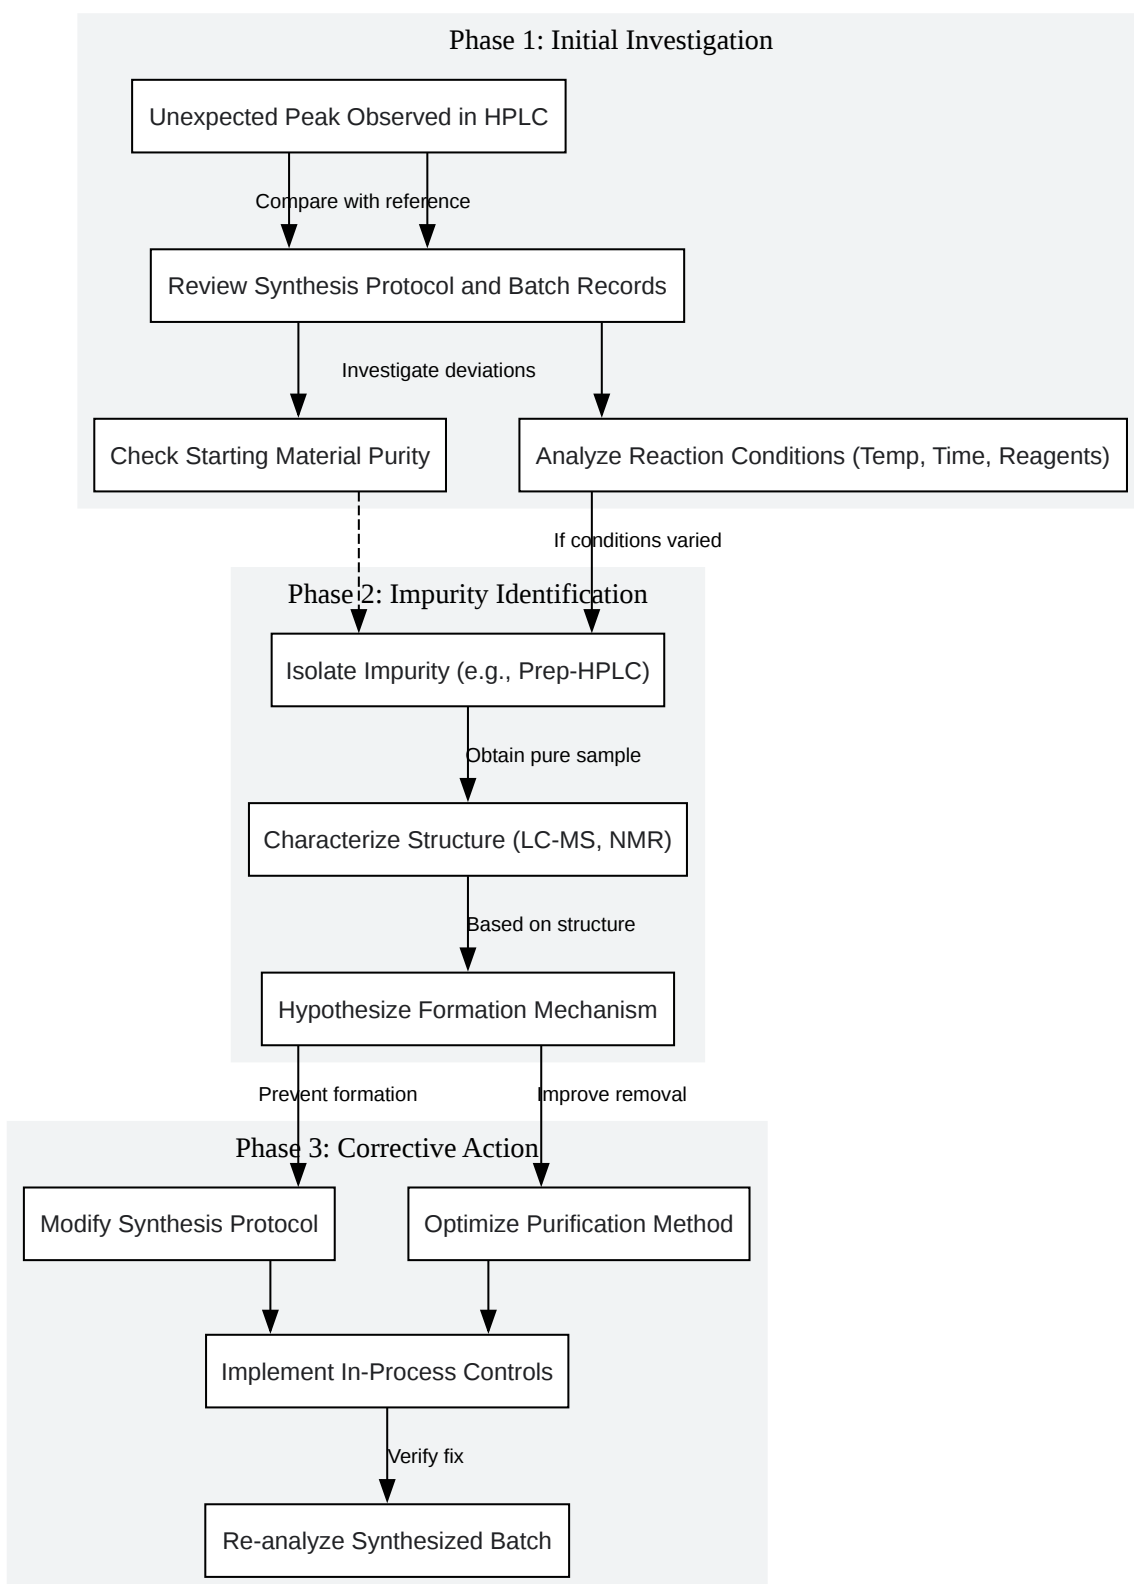 Phase 1: Initial Investigation
Unexpected Peak Observed in HPLC
Compare with reference
Review Synthesis Protocol and Batch Records
Investigate deviations
Check Starting Material Purity
Analyze Reaction Conditions (Temp, Time, Reagents)
If conditions varied
Phase 2: Impurity Identification
Isolate Impurity (e.g., Prep-HPLC)
Obtain pure sample
Characterize Structure (LC-MS, NMR)
Based on structure
Hypothesize Formation Mechanism
Prevent formation
Improve removal
Phase 3: Corrective Action
Modify Synthesis Protocol
Optimize Purification Method
Implement In-Process Controls
Verify fix
Re-analyze Synthesized Batch